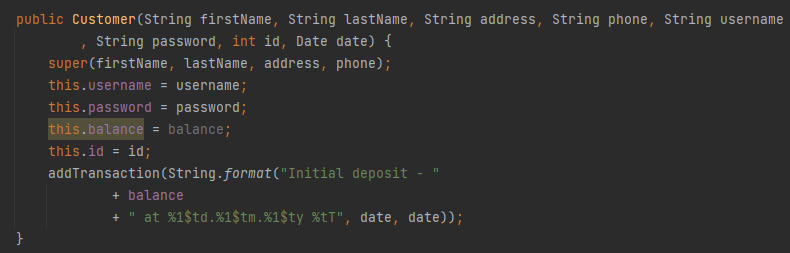 public Customer(String firstName, String lastName, String address, String phone, String username
, String password, int id, Date date) {
super(firstName, lastName, address, phone);
this.username = username;
this.password = password;
this.balance = balance;
this.id = id;
addTransaction(String.format("Initial deposit - "
+ balance
+ " at %1$td.%1$tm.%1$ty %tT", date, date));
}